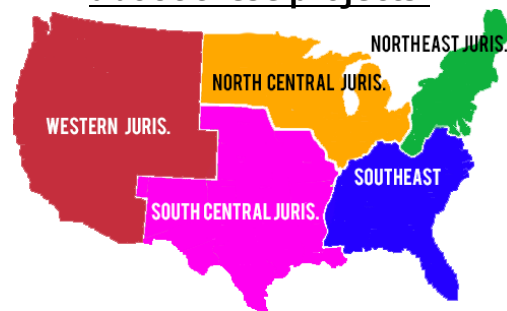 NORTHEAST JURIS.
NORTH CENTRAL JURIS.
WESTERN JURIS.
SOUTHEAST
SOUTH CENTRAL JURIS.